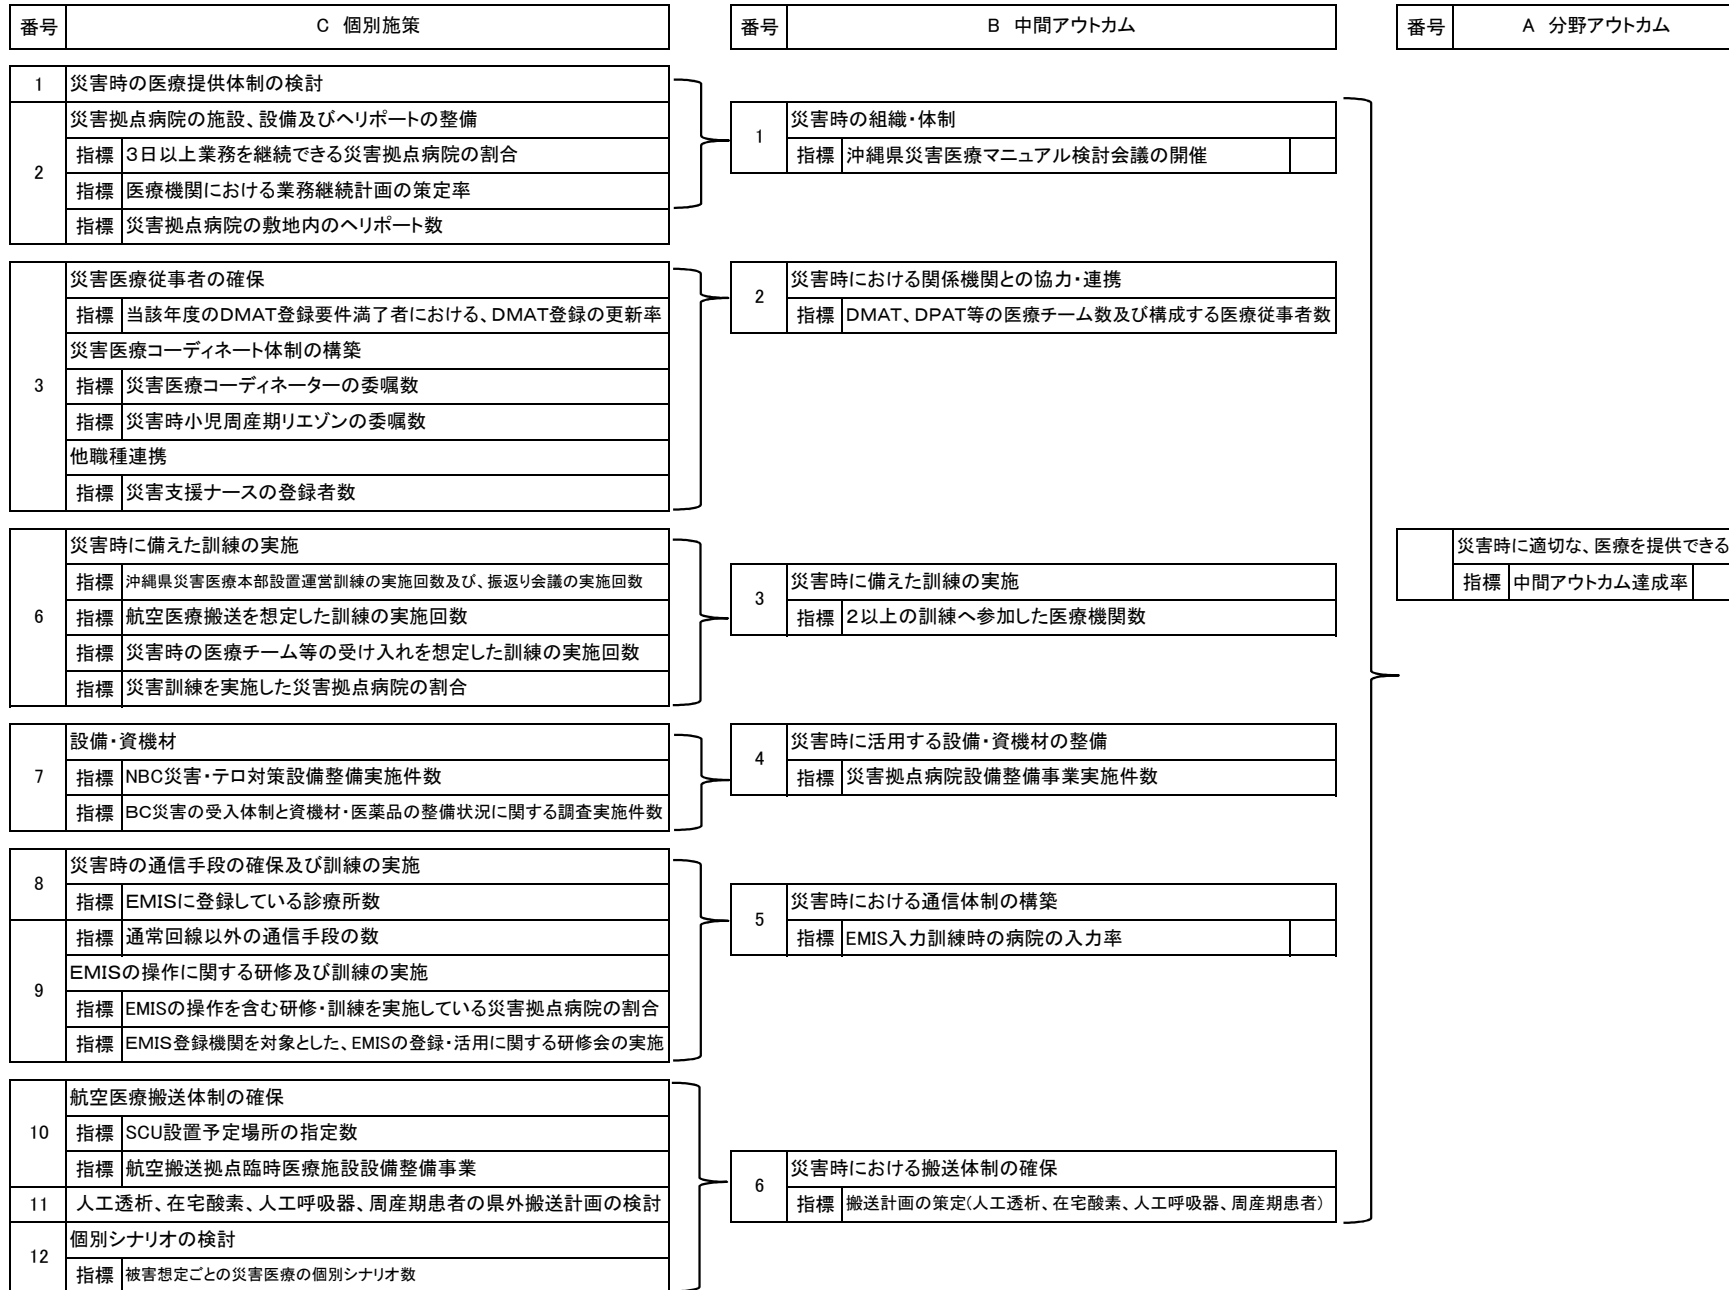 番号 C 個別施策
1 災害時の医療提供体制の検討
2 災害拠点病院の施設、設備及びヘリポートの整備
指標 3日以上業務を継続できる災害拠点病院の割合
指標 医療機関における業務継続計画の策定率
指標 災害拠点病院の敷地内のヘリポート数
3 災害医療従事者の確保
指標 当該年度のDMAT登録要件満了者における、DMAT登録の更新率
災害医療コーディネート体制の構築
指標 災害医療コーディネーターの委嘱数
指標 災害時小児周産期リエゾンの委嘱数
他職種連携
指標 災害支援ナースの登録者数
6 災害時に備えた訓練の実施
指標 沖縄県災害医療本部設置運営訓練の実施回数及び、振返り会議の実施回数
指標 航空医療搬送を想定した訓練の実施回数
指標 災害時の医療チーム等の受け入れを想定した訓練の実施回数
指標 災害訓練を実施した災害拠点病院の割合
7 設備・資機材
指標 NBC災害・テロ対策設備整備実施件数
指標 BC災害の受入体制と資機材・医薬品の整備状況に関する調査実施件数
8 災害時の通信手段の確保及び訓練の実施
指標 EMISに登録している診療所数
9 指標 通常回線以外の通信手段の数
EMISの操作に関する研修及び訓練の実施
指標 EMISの操作を含む研修・訓練を実施している災害拠点病院の割合
指標 EMIS登録機関を対象とした、EMISの登録・活用に関する研修会の実施
10 航空医療搬送体制の確保
指標 SCU設置予定場所の指定数
指標 航空搬送拠点臨時医療施設設備整備事業
11 人工透析、在宅酸素、人工呼吸器、周産期患者の県外搬送計画の検討
12 個別シナリオの検討
指標 被害想定ごとの災害医療の個別シナリオ数
番号 B 中間アウトカム
1 災害時の組織・体制
指標 沖縄県災害医療マニュアル検討会議の開催
2 災害時における関係機関との協力・連携
指標 DMAT、DPAT等の医療チーム数及び構成する医療従事者数
3 災害時に備えた訓練の実施
指標 2以上の訓練へ参加した医療機関数
4 災害時に活用する設備・資機材の整備
指標 災害拠点病院設備整備事業実施件数
5 災害時における通信体制の構築
指標 EMIS入力訓練時の病院の入力率
6 災害時における搬送体制の確保
指標 搬送計画の策定(人工透析、在宅酸素、人工呼吸器、周産期患者)
番号 A 分野アウトカム
災害時に適切な、医療を提供できる
指標 中間アウトカム達成率